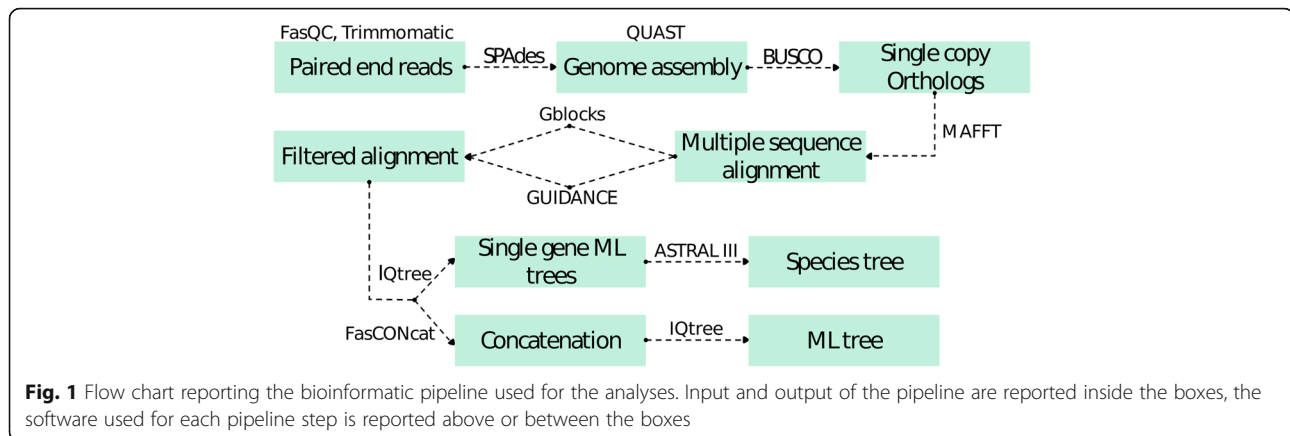 FasQC, Trimmomatic
QUAST
Paired end reads
SPAdes
Genome assembly
BUSCO
Single copy
Orthologs
MAFFT
Gblocks
Filtered alignment
Multiple sequence
alignment
GUIDANCE
Single gene ML
trees
ASTRAL III
Species tree
IQtree
FasCONcat
Concatenation
IQtree
ML tree
Fig. 1 Flow chart reporting the bioinformatic pipeline used for the analyses. Input and output of the pipeline are reported inside the boxes, the
software used for each pipeline step is reported above or between the boxes